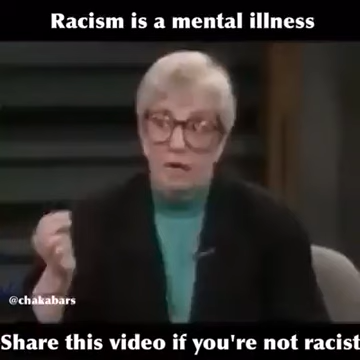 Racism is a mental illness
@chakabars
Share this video if you're not racist